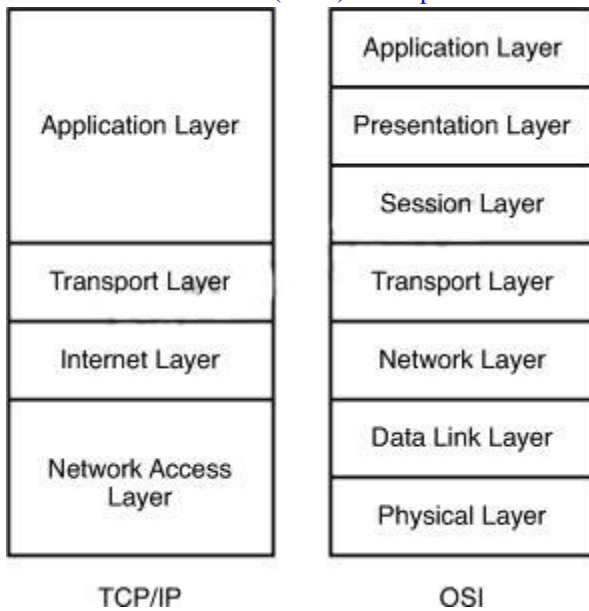 Application Layer
Transport Layer
Internet Layer
Network Access
Layer
TCP/IP
Application Layer
Presentation Layer
Session Layer
Transport Layer
Network Layer
Data Link Layer
Physical Layer
OSI